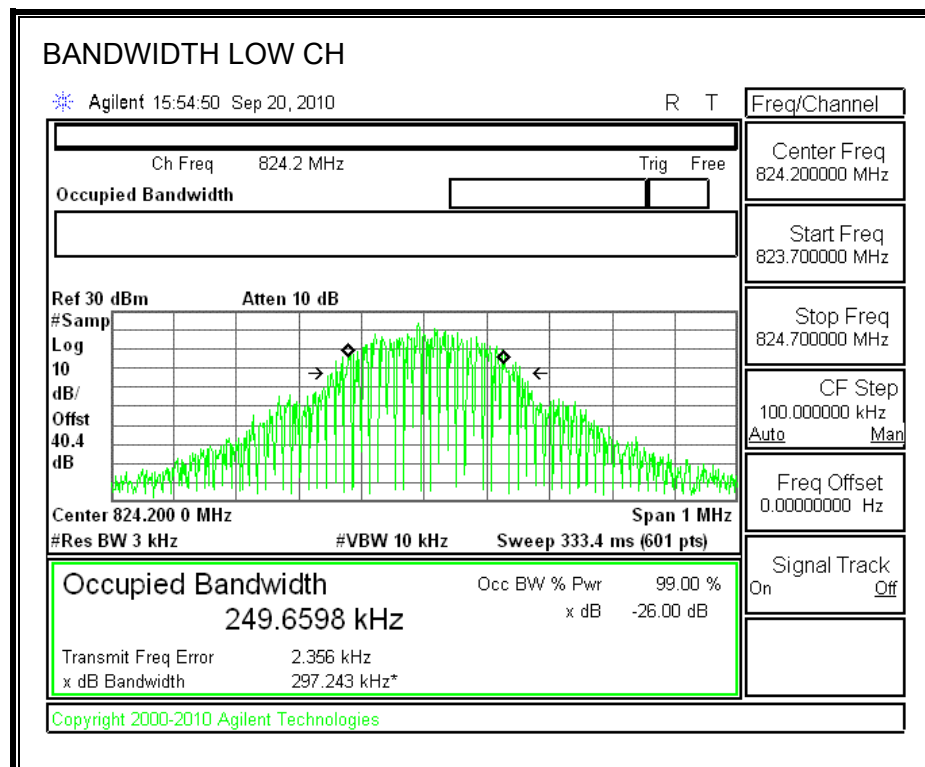 BANDWIDTH LOW CH
Agilent 15:54:50 Sep 20, 2010 R T
Freq/Channel
Ch Freq 824.2 MHz Trig Free
Occupied Bandwidth
Center Freq
824.200000 MHz
Start Freq
823.700000 MHz
Stop Freq
824.700000 MHz
CF Step
100.000000 kHz
Auto Man
Freq Offset
0.00000000 Hz
Signal Track
On Off
Ref 30 dBm Atten 10 dB
#Samp
Log
10
dB/
Offst
40.4
dB
Center 824.200 0 MHz Span 1 MHz
#Res BW 3 kHz #VBW 10 kHz Sweep 333.4 ms (601 pts)
Occupied Bandwidth Occ BW % Pwr 99.00 %
249.6598 kHz x dB -26.00 dB
Transmit Freq Error 2.356 kHz
x dB Bandwidth 297.243 kHz*
Copyright 2000-2010 Agilent Technologies